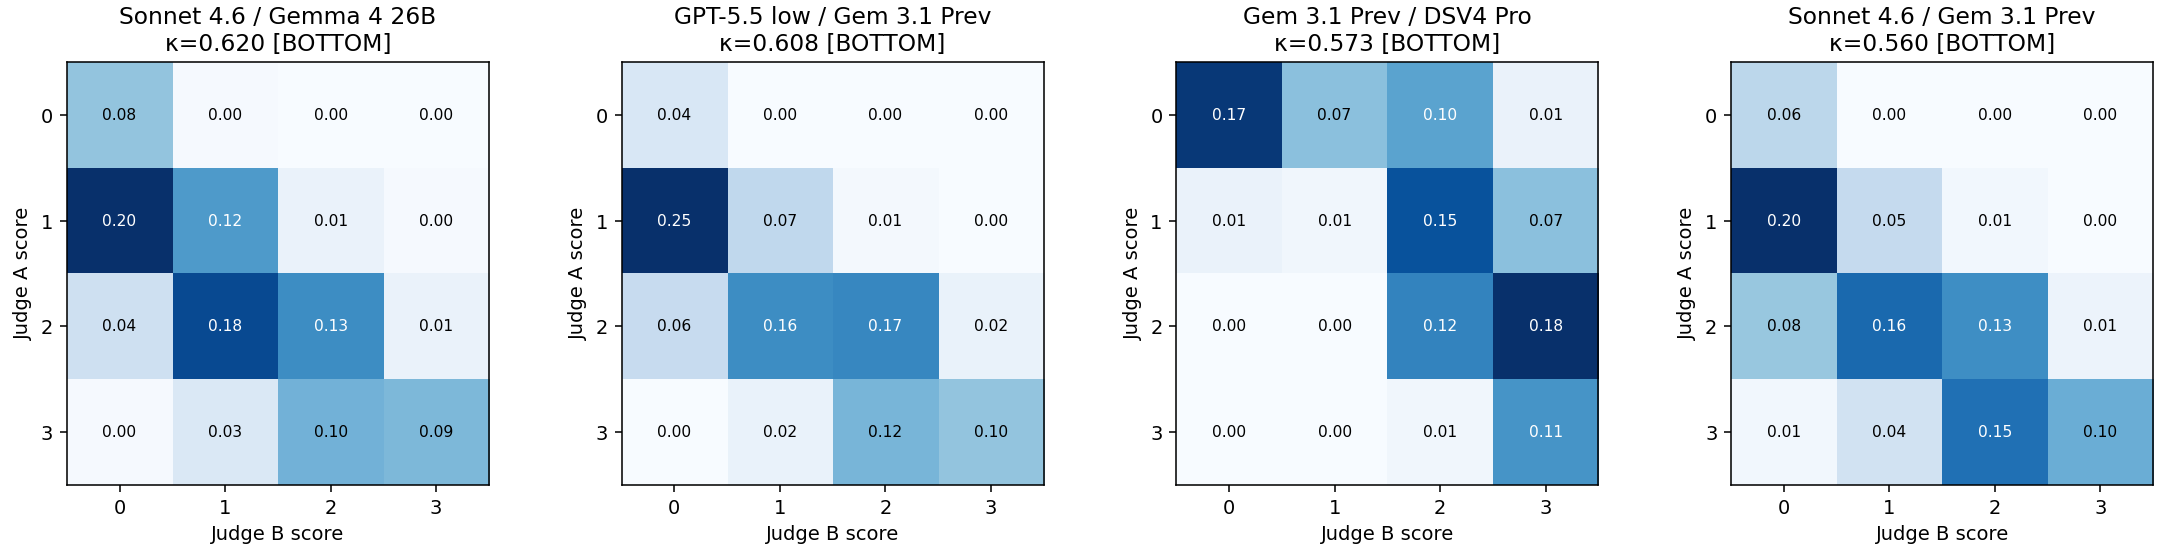 Sonnet 4.6 / Gemma 4 26B
κ=0.620 [BOTTOM]
Judge A score
0
1
2
3
0.08 0.00 0.00 0.00
0.20 0.12 0.01 0.00
0.04 0.18 0.13 0.01
0.00 0.03 0.10 0.09
0 1 2 3
Judge B score
GPT-5.5 low / Gem 3.1 Prev
κ=0.608 [BOTTOM]
Judge A score
0
1
2
3
0.04 0.00 0.00 0.00
0.25 0.07 0.01 0.00
0.06 0.16 0.17 0.02
0.00 0.02 0.12 0.10
0 1 2 3
Judge B score
Gem 3.1 Prev / DSV4 Pro
κ=0.573 [BOTTOM]
Judge A score
0
1
2
3
0.17 0.07 0.10 0.01
0.01 0.01 0.15 0.07
0.00 0.00 0.12 0.18
0.00 0.00 0.01 0.11
0 1 2 3
Judge B score
Sonnet 4.6 / Gem 3.1 Prev
κ=0.560 [BOTTOM]
Judge A score
0
1
2
3
0.06 0.00 0.00 0.00
0.20 0.05 0.01 0.00
0.08 0.16 0.13 0.01
0.01 0.04 0.15 0.10
0 1 2 3
Judge B score